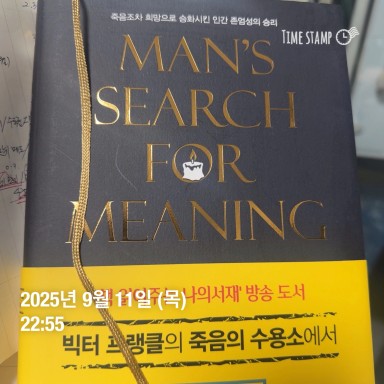 죽음조차 희망으로 승화시킨 인간 존엄성의 승리
TIME STAMP
MAN'S
SEARCH
FOR
MEANING
나의서재' 방송 도서
2025년 9월 11일 (목)
22:55
빅터 프랭클의 죽음의 수용소에서